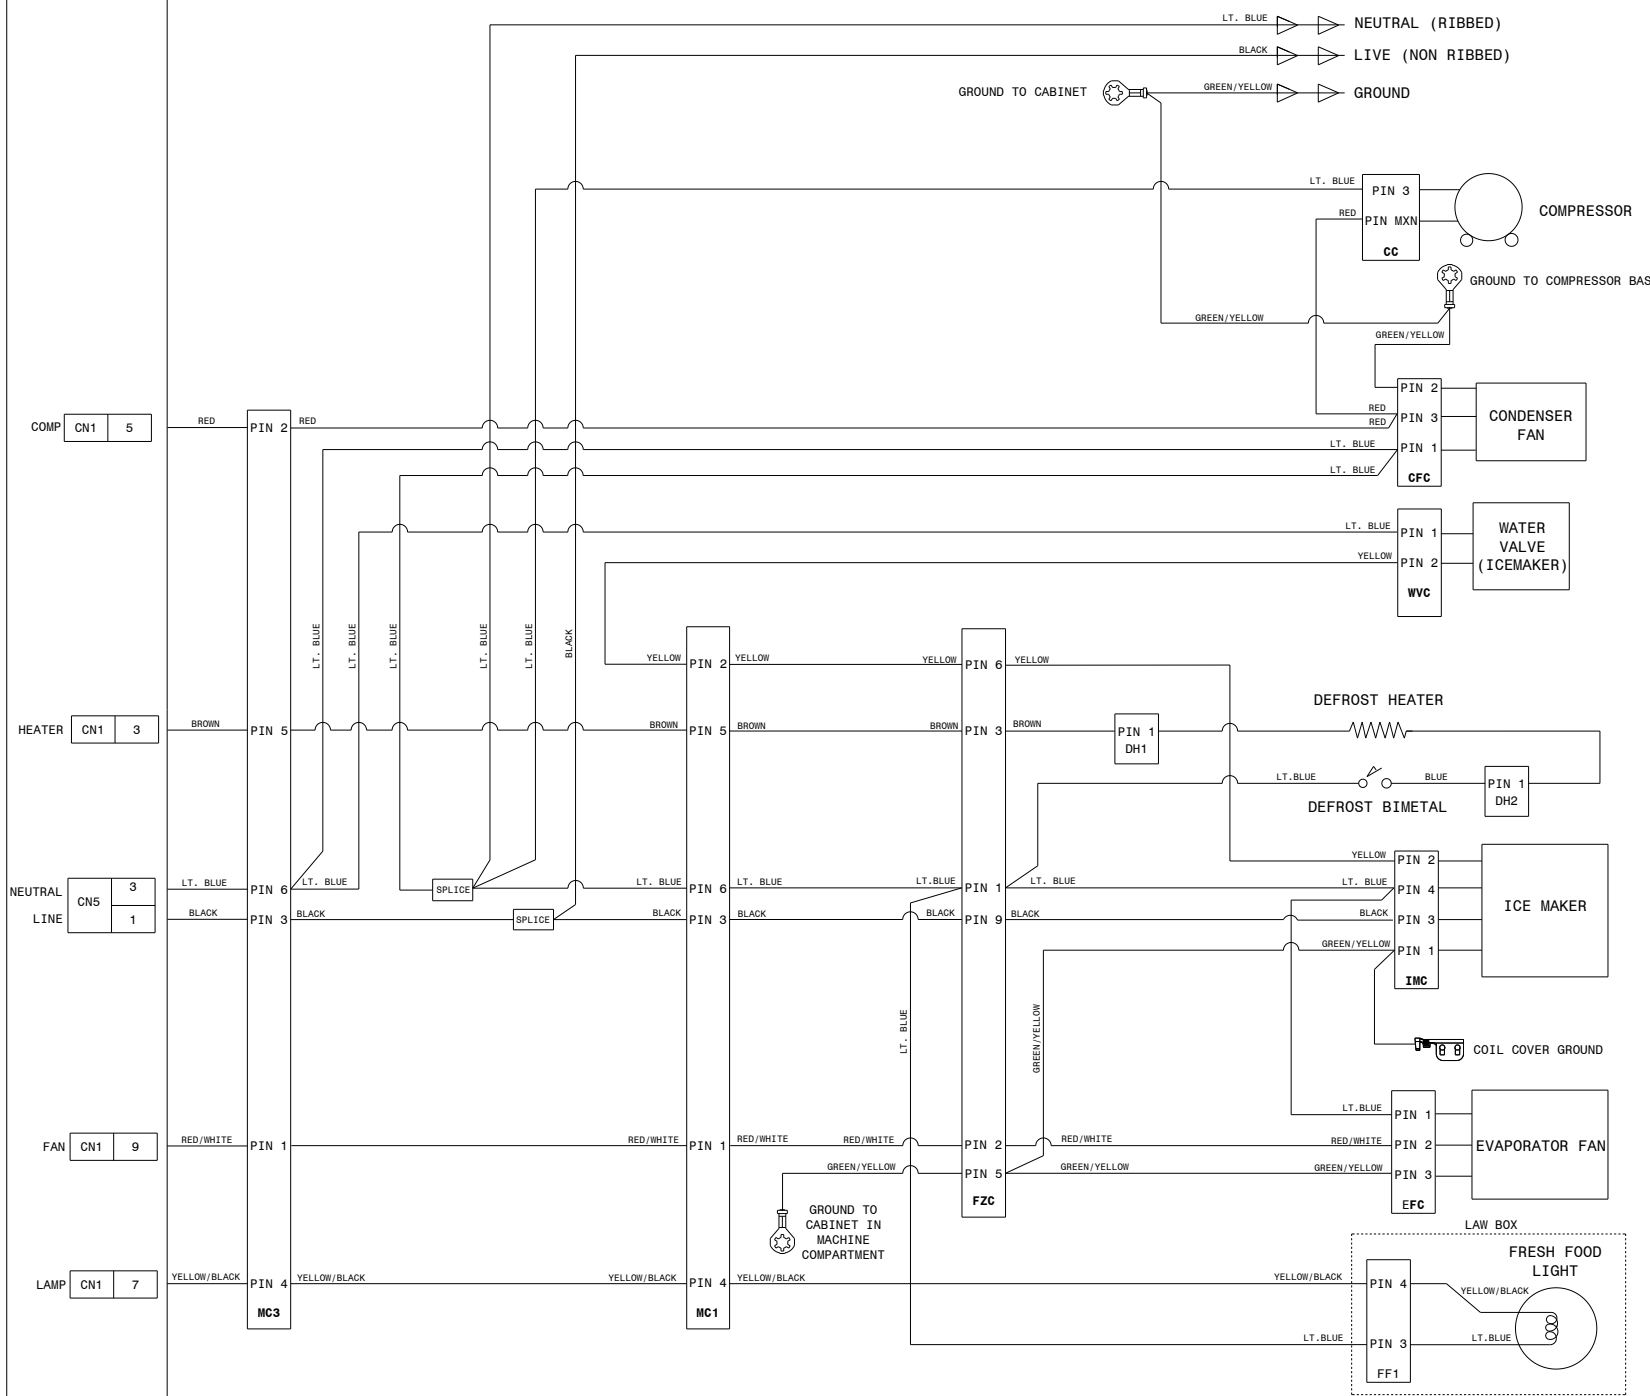 LT. BLUE NEUTRAL (RIBBED)
BLACK LIVE (NON RIBBED)
GROUND TO CABINET GREEN/YELLOW GROUND
LT. BLUE PIN 3
RED PIN MXN
CC
COMPRESSOR
GROUND TO COMPRESSOR BAS
GREEN/YELLOW
GREEN/YELLOW
PIN 2
RED PIN 3
RED
LT. BLUE PIN 1
LT. BLUE
CFC
CONDENSER
FAN
COMP CN1 5 RED PIN 2 RED
LT. BLUE PIN 1
YELLOW PIN 2
WVC
WATER
VALVE
(ICEMAKER)
LT. BLUE
LT. BLUE
LT. BLUE
LT. BLUE
LT. BLUE
BLACK
YELLOW PIN 2 YELLOW YELLOW PIN 6 YELLOW
DEFROST HEATER
HEATER CN1 3 BROWN PIN 5 BROWN PIN 5 BROWN BROWN PIN 3 BROWN PIN 1
DH1
LT.BLUE BLUE PIN 1
DH2
DEFROST BIMETAL
YELLOW PIN 2
NEUTRAL CN5 3 LT. BLUE PIN 6 LT. BLUE SPLICE LT. BLUE PIN 6 LT. BLUE LT.BLUE PIN 1 LT. BLUE LT. BLUE PIN 4
LINE 1 BLACK PIN 3 BLACK SPLICE BLACK PIN 3 BLACK BLACK PIN 9 BLACK BLACK PIN 3
GREEN/YELLOW PIN 1
IMC
ICE MAKER
LT. BLUE
GREEN/YELLOW
COIL COVER GROUND
LT.BLUE PIN 1
FAN CN1 9 RED/WHITE PIN 1 RED/WHITE PIN 1 RED/WHITE RED/WHITE PIN 2 RED/WHITE RED/WHITE PIN 2
GREEN/YELLOW PIN 5 GREEN/YELLOW GREEN/YELLOW PIN 3
FZC
EFC
EVAPORATOR FAN
GROUND TO
CABINET IN
MACHINE
COMPARTMENT
LAW BOX
FRESH FOOD
LIGHT
LAMP CN1 7 YELLOW/BLACK PIN 4 YELLOW/BLACK YELLOW/BLACK PIN 4 YELLOW/BLACK YELLOW/BLACK PIN 4 YELLOW/BLACK
MC3
MC1
LT.BLUE PIN 3 LT.BLUE
FF1